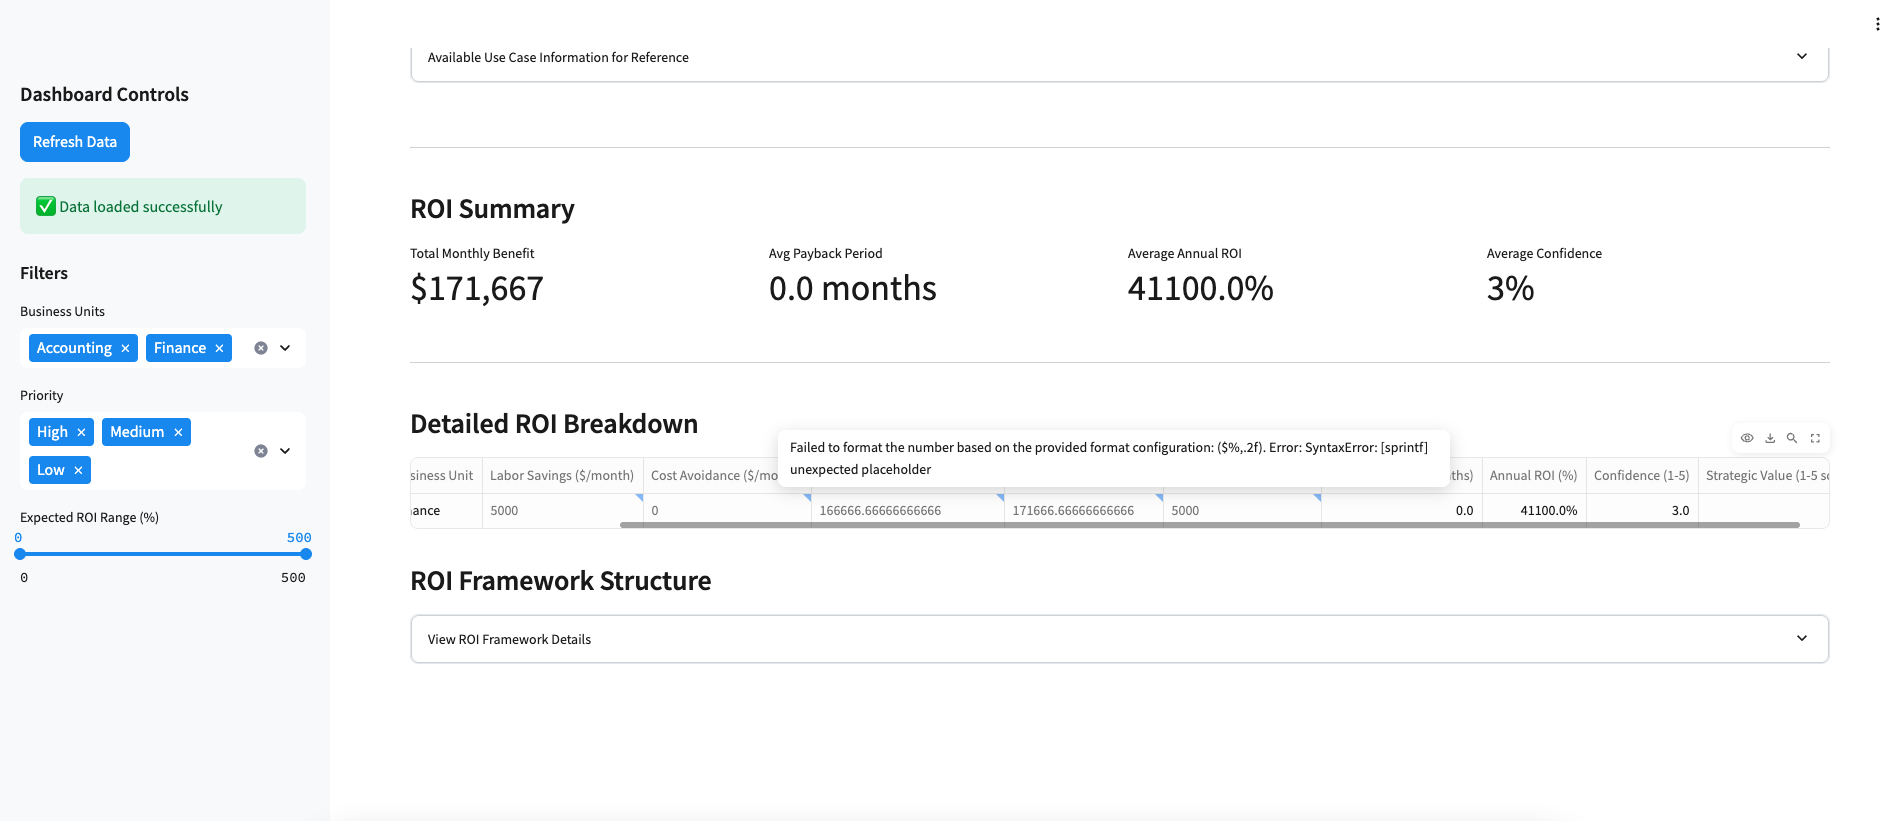 Dashboard Controls
Refresh Data
✅ Data loaded successfully
Filters
Business Units
Accounting × Finance ×
Priority
High × Medium ×
Low ×
Expected ROI Range (%)
0 500
0 500
Available Use Case Information for Reference
ROI Summary
Total Monthly Benefit Avg Payback Period Average Annual ROI Average Confidence
$171,667 0.0 months 41100.0% 3%
Detailed ROI Breakdown
Failed to format the number based on the provided format configuration: ($%,.2f). Error: SyntaxError: [sprintf]
unexpected placeholder
siness Unit Labor Savings ($/month) Cost Avoidance ($/mo ths) Annual ROI (%) Confidence (1-5) Strategic Value (1-5 sc
ance 5000 0 166666.66666666666 171666.66666666666 5000 0.0 41100.0% 3.0
ROI Framework Structure
View ROI Framework Details